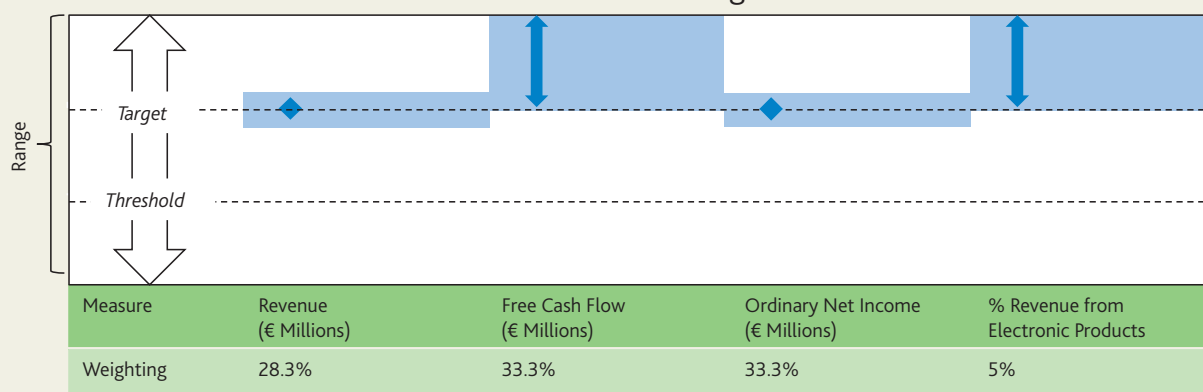 Target
Range
Threshold
Measure Revenue Free Cash Flow Ordinary Net Income % Revenue from
(€ Millions) (€ Millions) (€ Millions) Electronic Products
Weighting 28.3% 33.3% 33.3% 5%